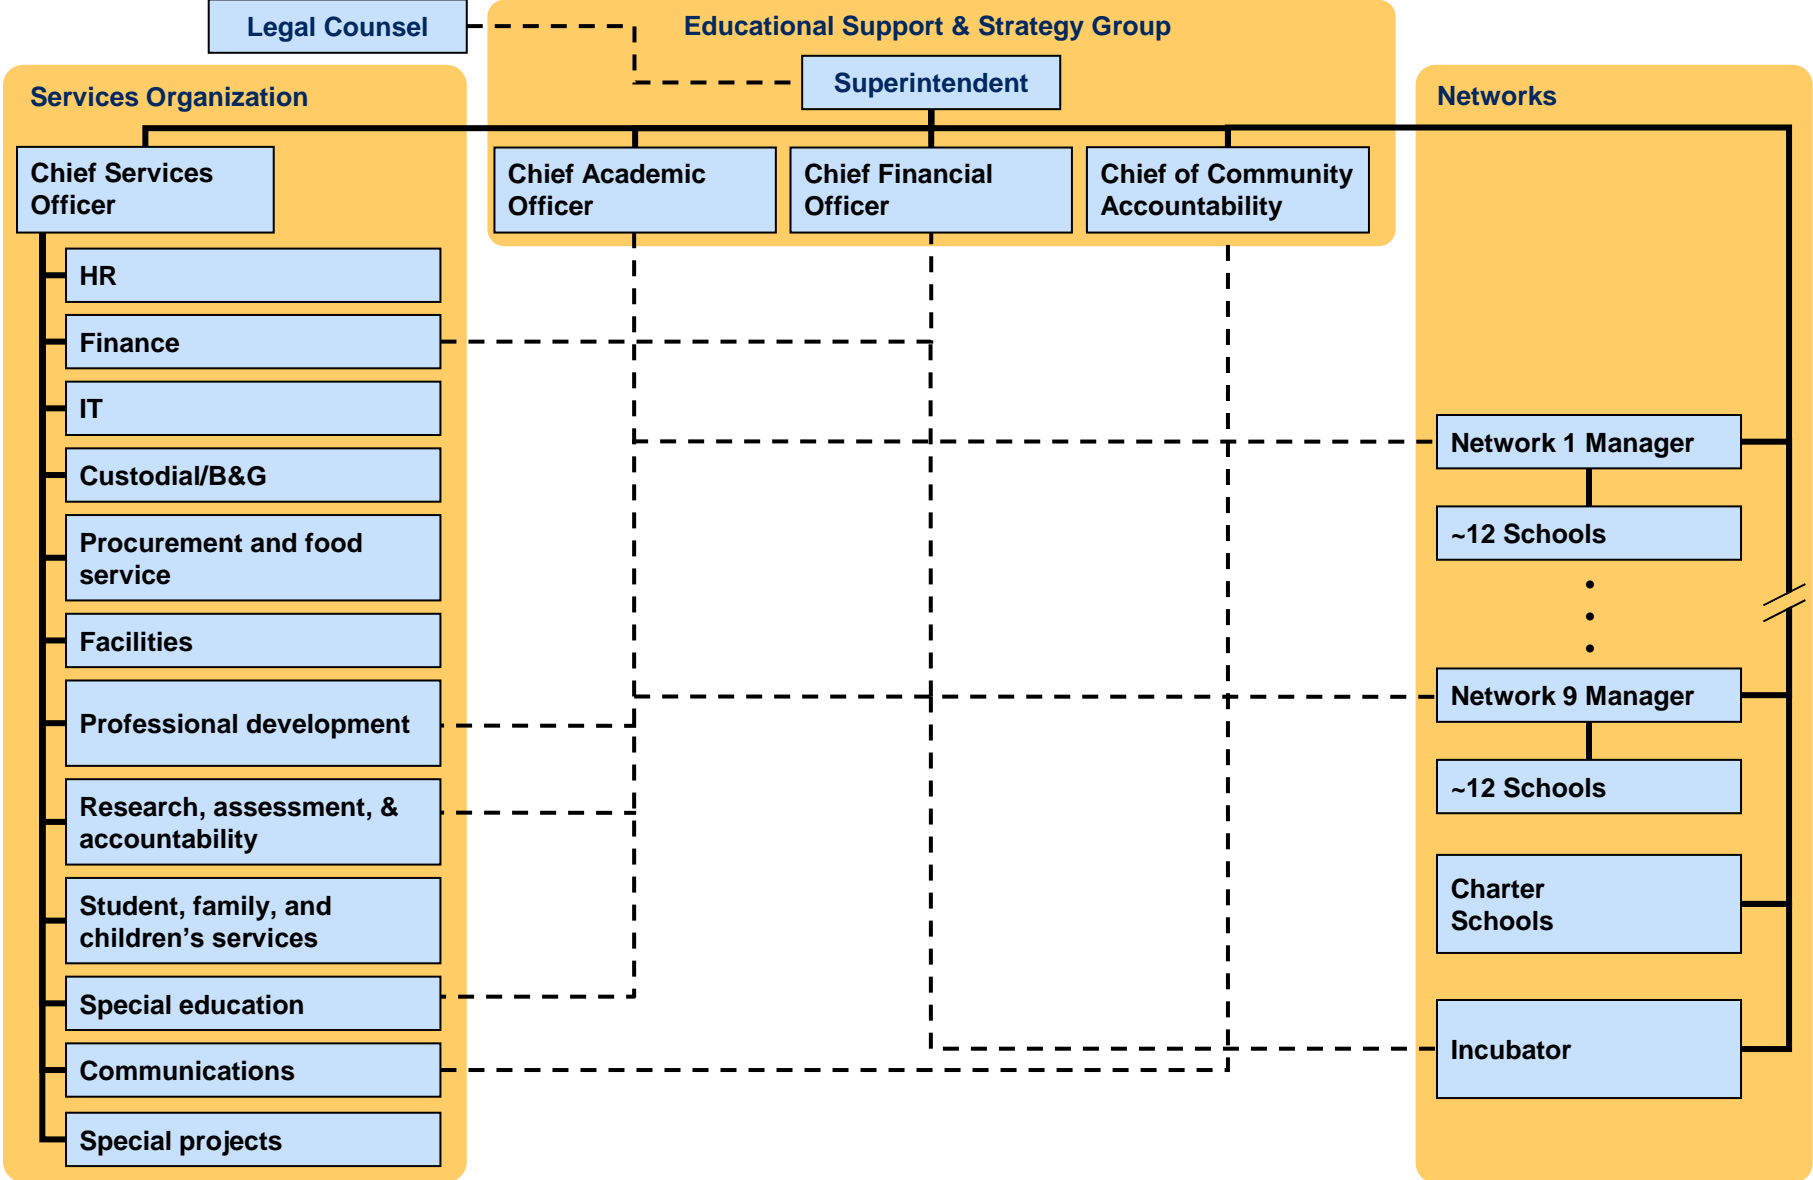 Legal Counsel
Educational Support & Strategy Group
Superintendent
Services Organization
Networks
Chief Services
Officer
Chief Academic
Officer
Chief Financial
Officer
Chief of Community
Accountability
HR
Finance
IT
Custodial/B&G
Procurement and food
service
Facilities
Professional development
Research, assessment, &
accountability
Student, family, and
children’s services
Special education
Communications
Special projects
Network 1 Manager
~12 Schools
Network 9 Manager
~12 Schools
Charter
Schools
Incubator